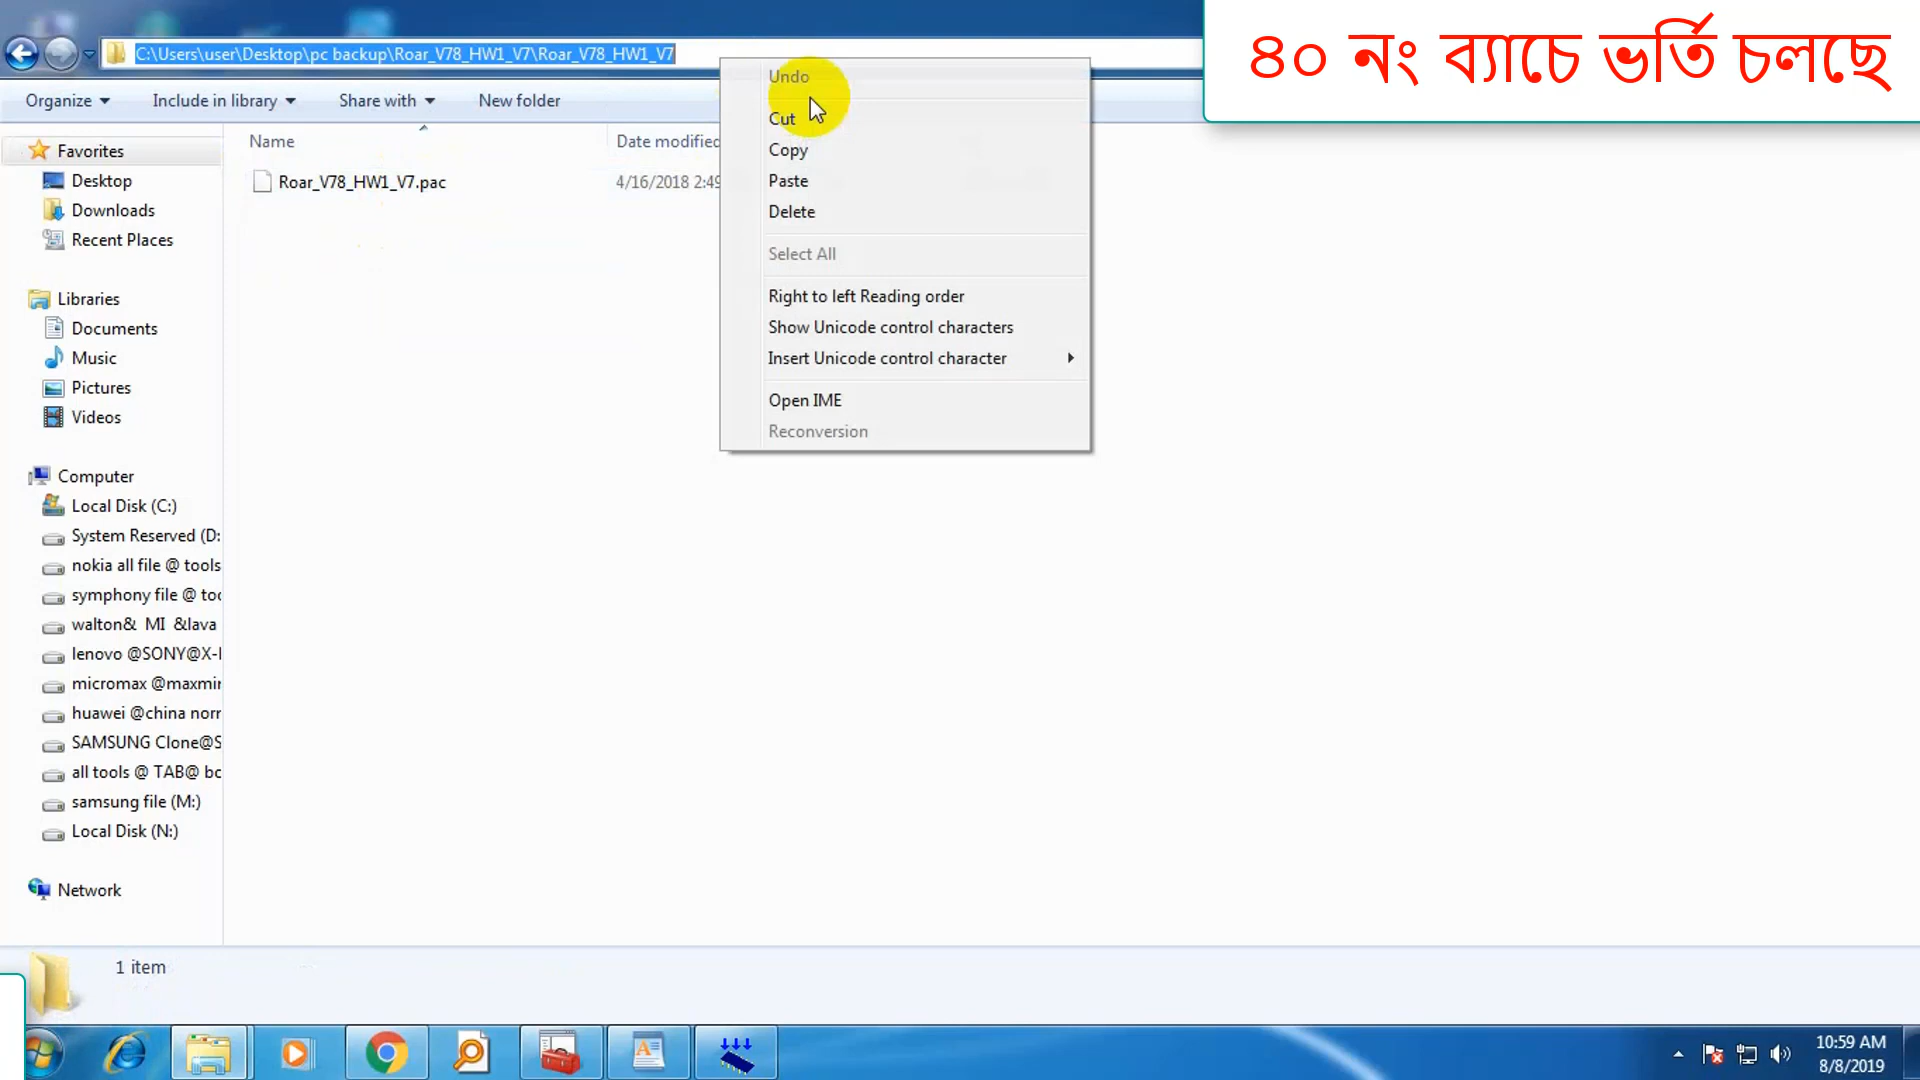 C:\Users\user\Desktop\pc backup\Roar_V78_HW1_V7\Roar_V78_HW1_V7
৪০ নং ব্যাচে ভর্তি চলছে
Organize
Include in library
Share with
New folder
Name
Date modified
Roar_V78_HW1_V7.pac
4/16/2018 2:49
Undo
Cut
Copy
Paste
Delete
Select All
Right to left Reading order
Show Unicode control characters
Insert Unicode control character
Open IME
Reconversion
Favorites
Desktop
Downloads
Recent Places
Libraries
Documents
Music
Pictures
Videos
Computer
Local Disk (C:)
System Reserved (D:
nokia all file @ tools
symphony file @ too
walton& MI &lava
lenovo @SONY@X-
micromax @maxmi
huawei @china nor
SAMSUNG Clone@S
all tools @ TAB@ bo
samsung file (M:)
Local Disk (N:)
Network
1 item
10:59 AM
8/8/2019